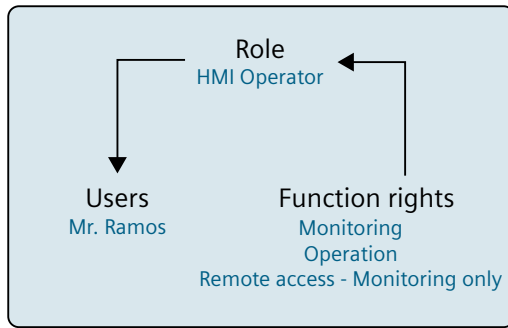 Role
HMI Operator
Users
Mr. Ramos
Function rights
Monitoring
Operation
Remote access - Monitoring only